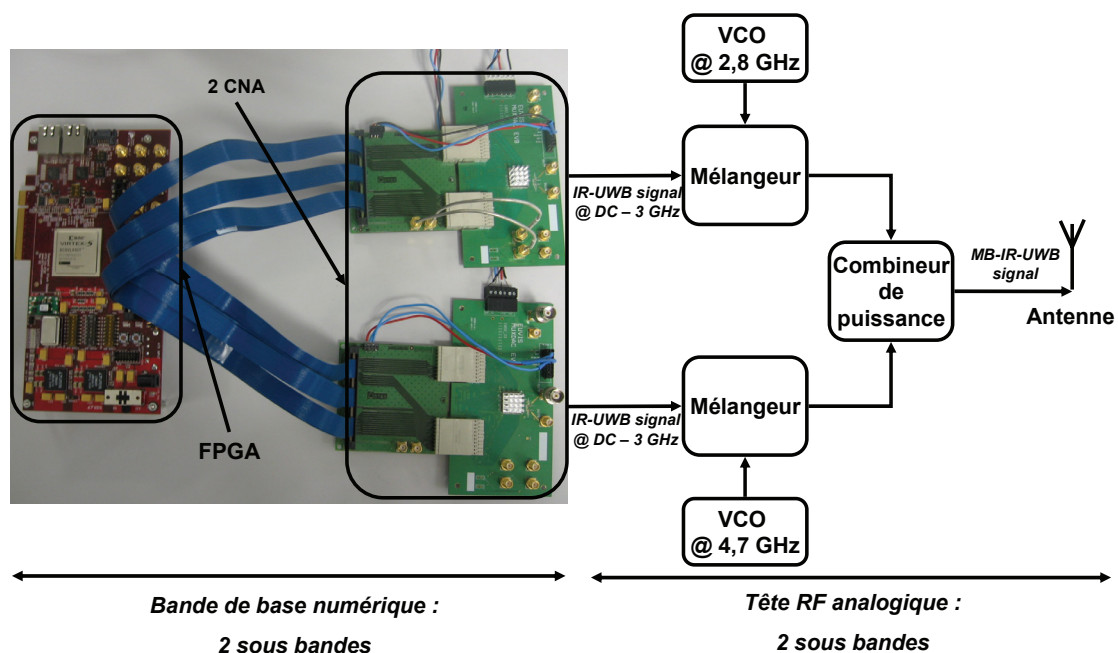 VCO
@ 2,8 GHz
2 CNA
Mélangeur
IR-UWB signal
@ DC – 3 GHz
VIRTEX-5
Combineur
de
puissance
MB-IR-UWB
signal
Antenne
Mélangeur
IR-UWB signal
@ DC – 3 GHz
FPGA
VCO
@ 4,7 GHz
Bande de base numérique :
2 sous bandes
Tête RF analogique :
2 sous bandes